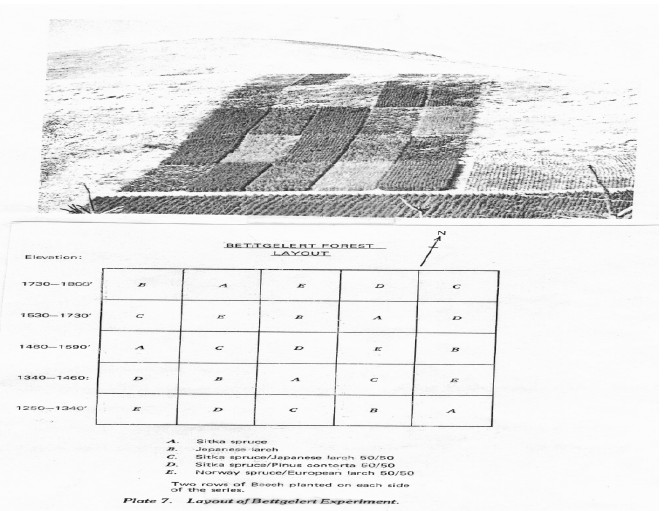 BETTGELERT FOREST
LAYOUT
N
Elevation:
1730—1800' B A E D C
1530—1730' C E B A D
1460—1590' A C D E B
1340—1460: D B A C E
1250—1340' E D C B A
A. Sitka spruce
B. Japanese larch
C. Sitka spruce/Japanese larch 50/50
D. Sitka spruce/Pinus contorta 50/50
E. Norway spruce/European larch 50/50
Two rows of Beech planted on each side
of the series.
Plate 7. Layout of Bettgelert Experiment.